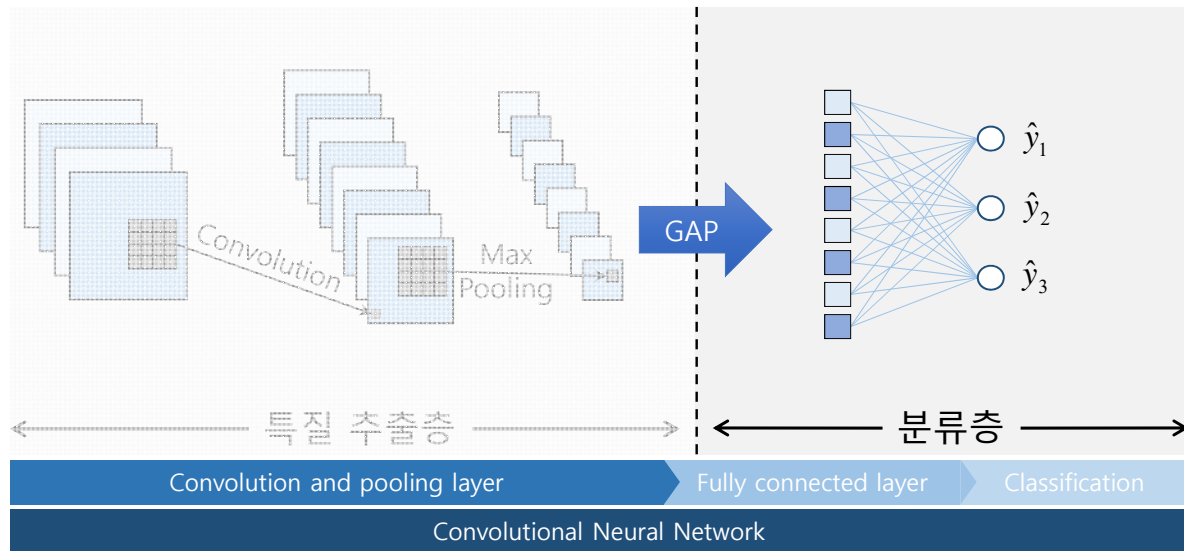 Convolution
Max
Pooling
GAP
ŷ₁
ŷ₂
ŷ₃
특질 추출층
분류층
Convolution and pooling layer
Fully connected layer
Classification
Convolutional Neural Network